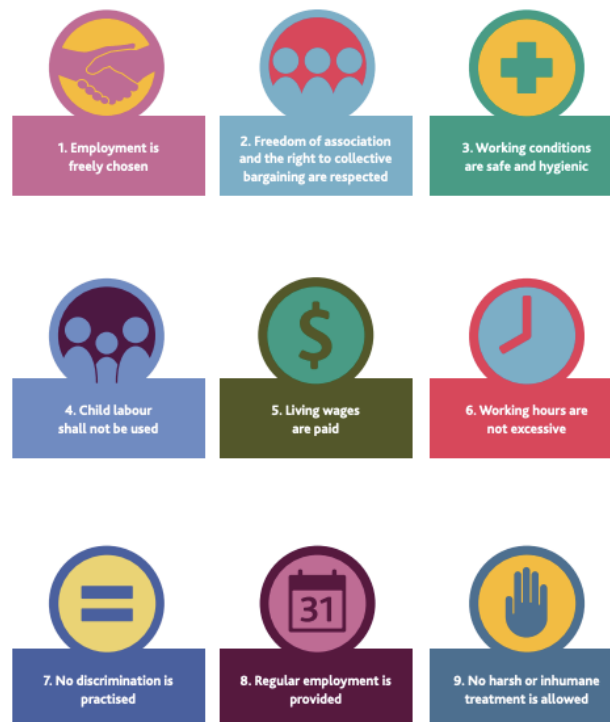 1. Employment is
freely chosen
2. Freedom of association
and the right to collective
bargaining are respected
3. Working conditions
are safe and hygienic
4. Child labour
shall not be used
$
5. Living wages
are paid
6. Working hours are
not excessive
7. No discrimination is
practised
31
8. Regular employment is
provided
9. No harsh or inhumane
treatment is allowed